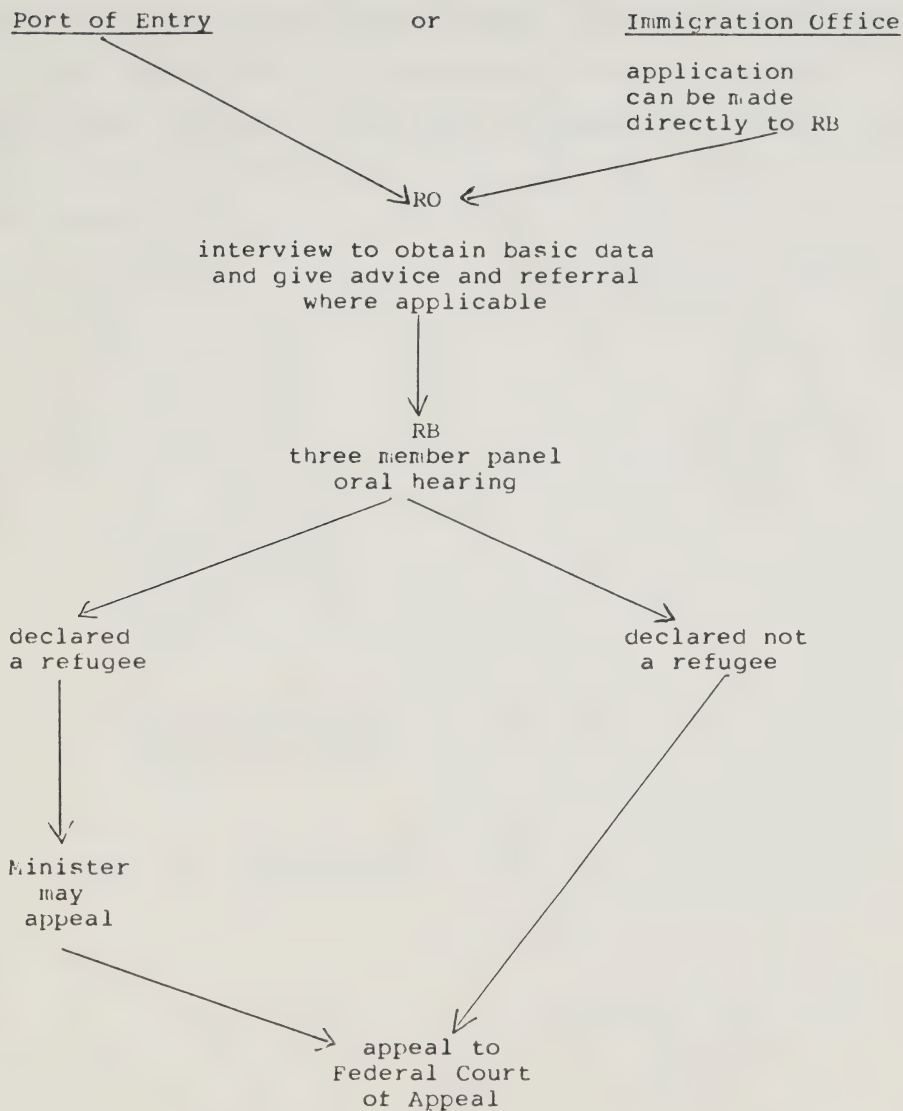 Port of Entry or Immigration Office
application
can be made
directly to RB
RO
interview to obtain basic data
and give advice and referral
where applicable
RB
three member panel
oral hearing
declared
a refugee
declared not
a refugee
Minister
may
appeal
appeal to
Federal Court
of Appeal